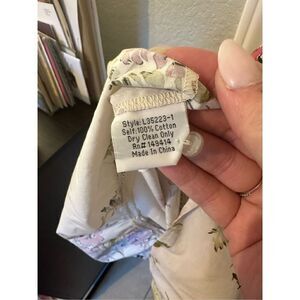 Style: L35223-1
Self:100% Cotton
Dry Clean Only
Rn# 149414
Made In China